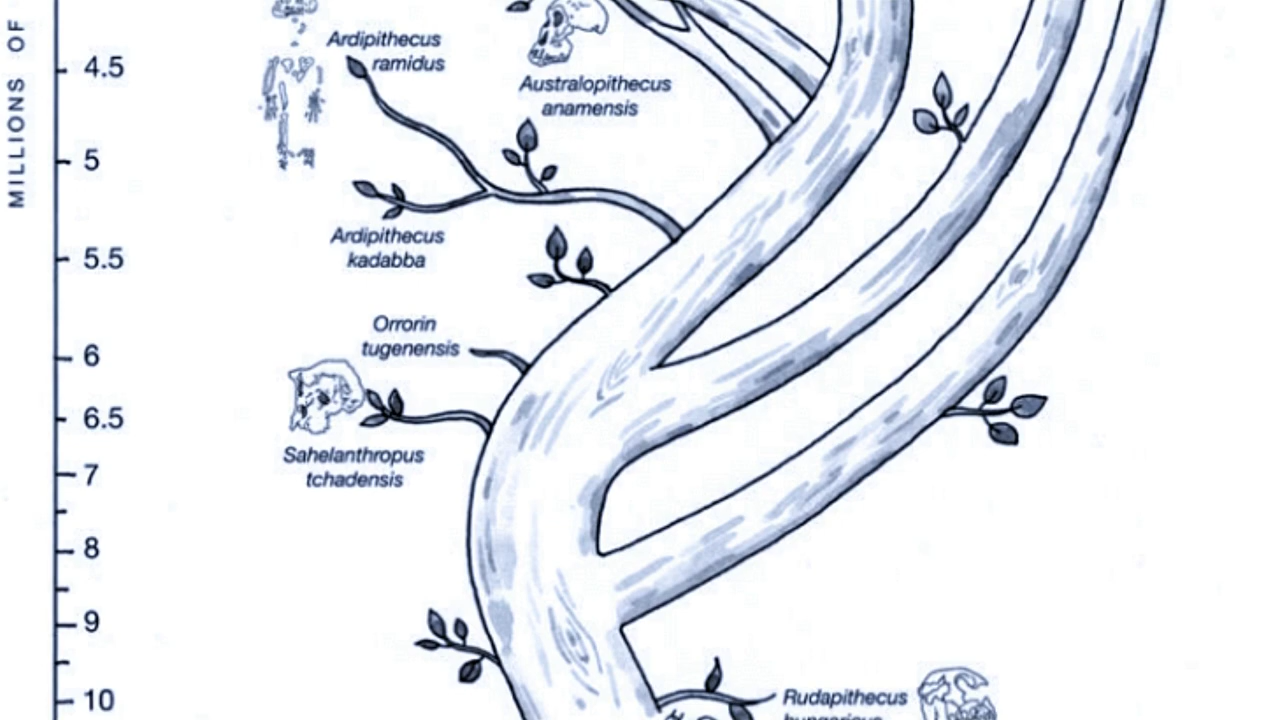 MILLIONS OF
Ardipithecus
ramidus
4.5
Australopithecus
anamensis
5
Ardipithecus
kadabba
5.5
Orrorin
tugenensis
6
6.5
Sahelanthropus
tchadensis
7
8
9
10
Rudapithecus
hungaricus